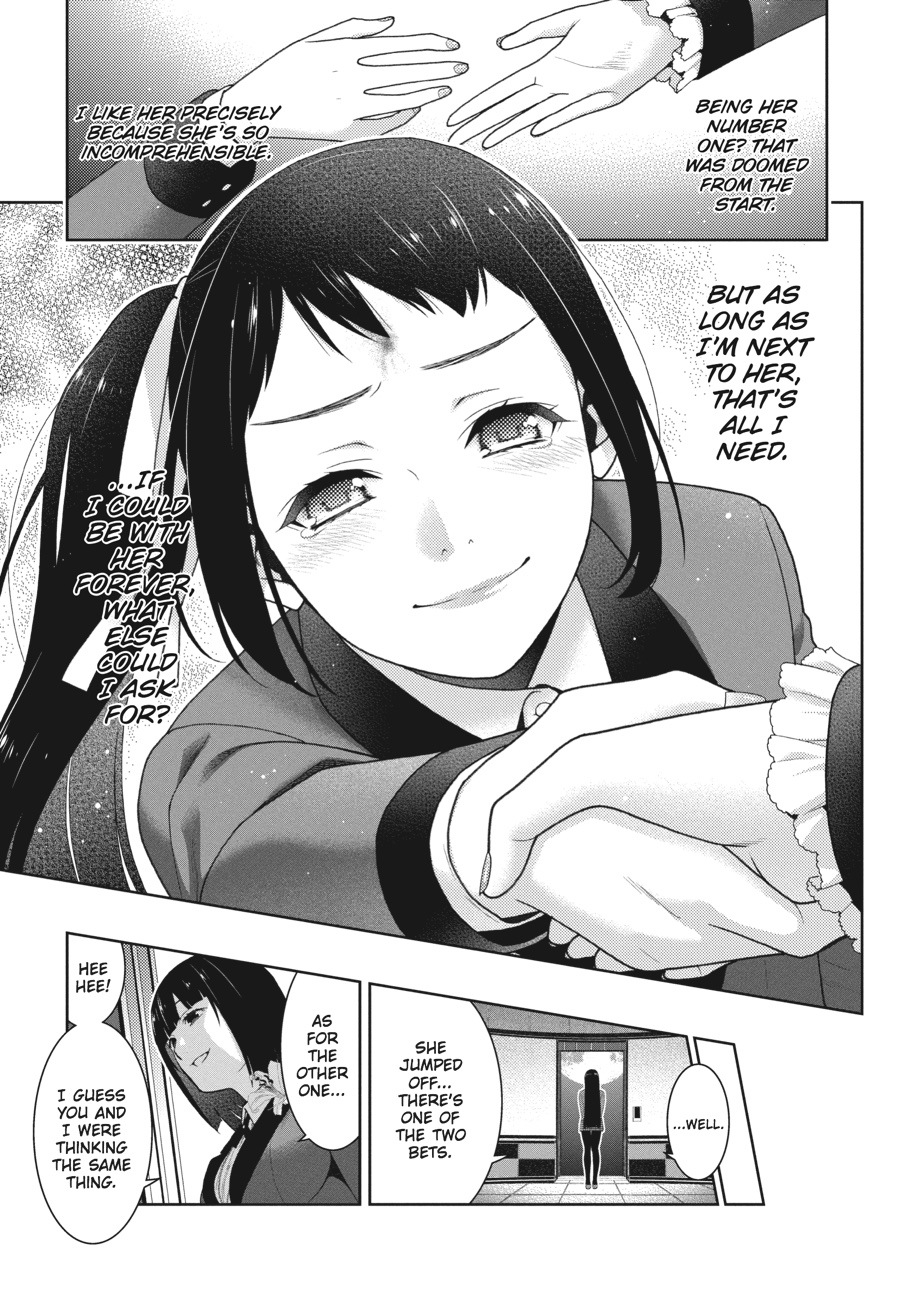 BEING HER
NUMBER
ONE? THAT
WAS DOOMED
FROM THE
START.
I LIKE HER PRECISELY
BECAUSE SHE'S SO
INCOMPREHENSIBLE.
BUT AS
LONG AS
I'M NEXT
TO HER,
THAT'S
ALL I
NEED.
...IF
I COULD
BE WITH
HER
FOREVER,
WHAT
ELSE
COULD
I ASK
FOR?
...WELL.
SHE
JUMPED
OFF...
THERE'S
ONE OF
THE TWO
BETS.
AS
FOR
THE
OTHER
ONE...
HEE
HEE!
I GUESS
YOU AND
I WERE
THINKING
THE SAME
THING.